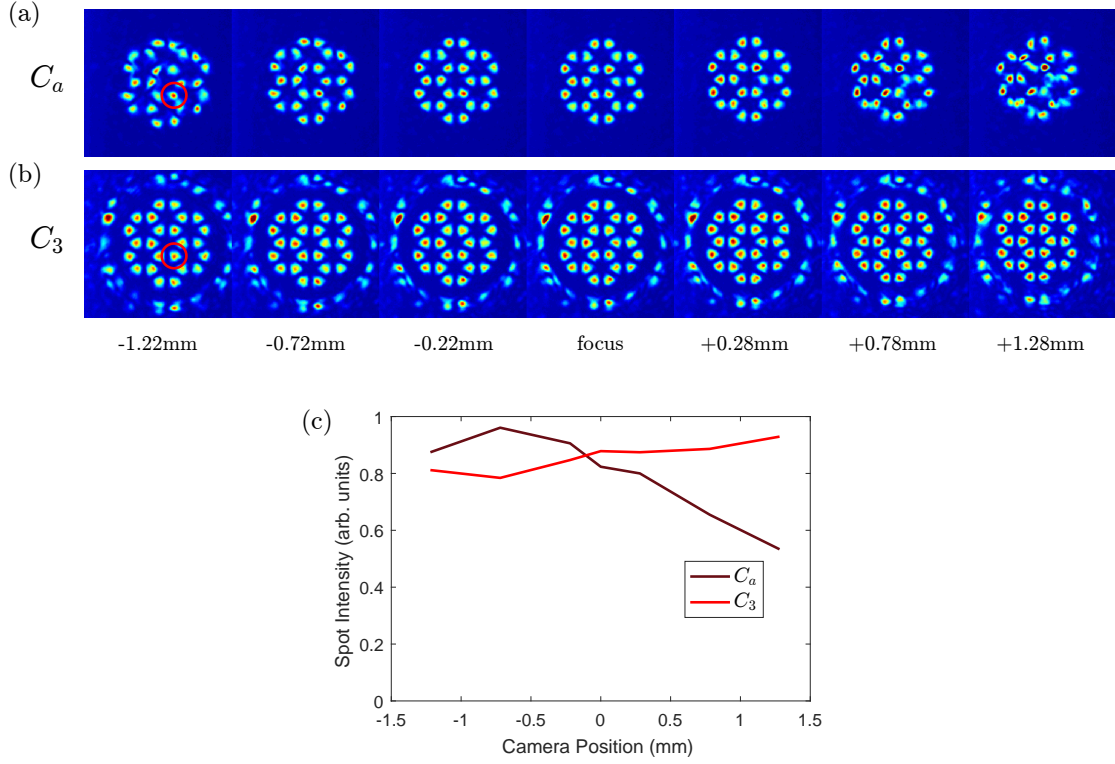 (a)
C_a
(b)
C_3
-1.22mm -0.72mm -0.22mm focus +0.28mm +0.78mm +1.28mm
(c)
1
0.8
0.6
0.4
0.2
0
Spot Intensity (arb. units)
C_a
C_3
-1.5 -1 -0.5 0 0.5 1 1.5
Camera Position (mm)